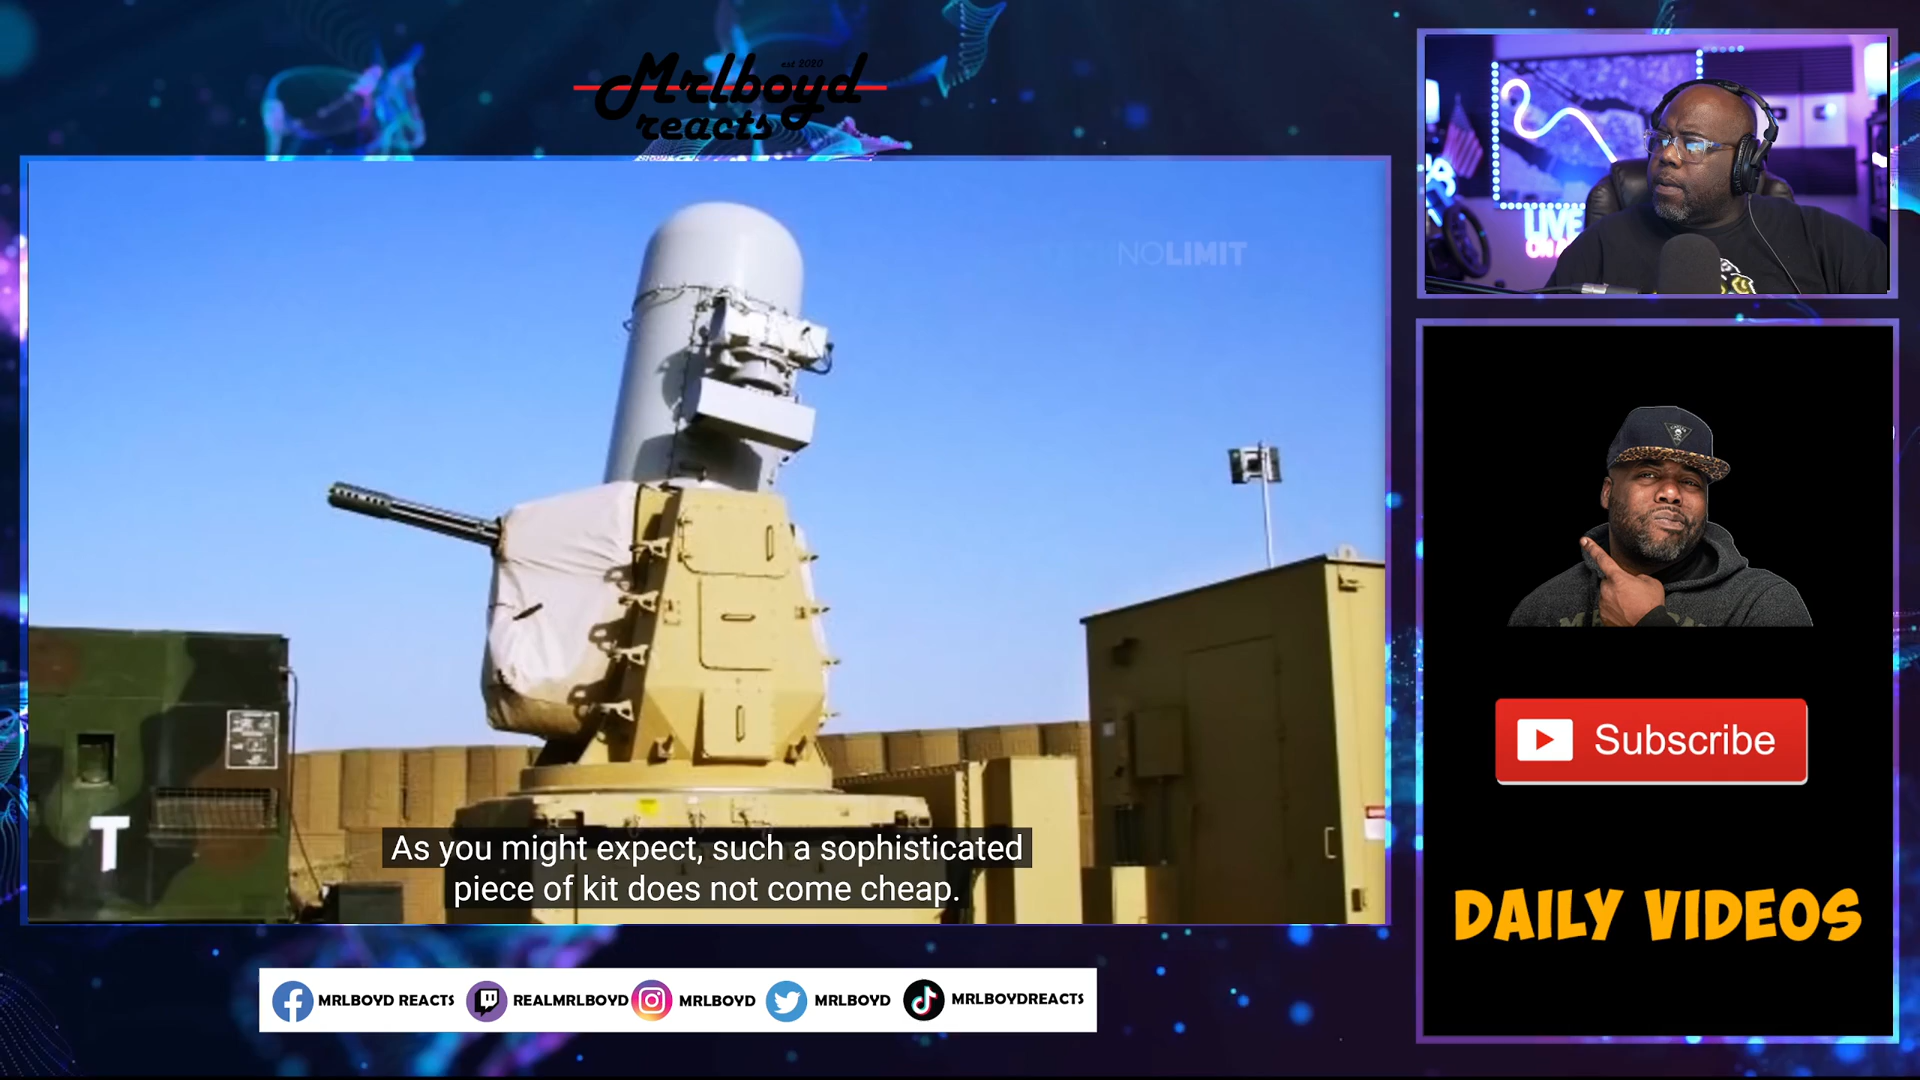 est 2020
Mrlboyd
reacts
NOLIMIT
LIVE
T
As you might expect, such a sophisticated
piece of kit does not come cheap.
Subscribe
DAILY VIDEOS
MRLBOYD REACTS
REALMRLBOYD
MRLBOYD
MRLBOYD
MRLBOYDREACTS